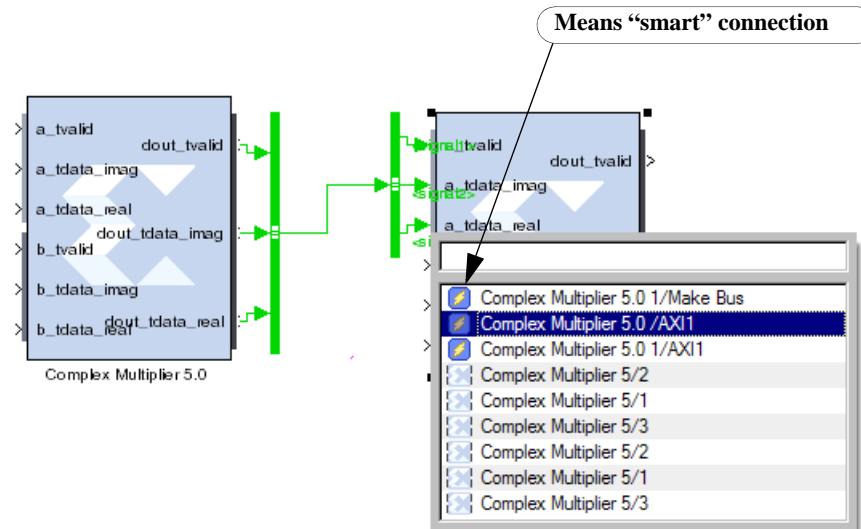 Means “smart” connection
a_tvalid
dout_tvalid
a_tdata_imag
a_tdata_real
dout_tdata_imag
b_tvalid
b_tdata_imag
dout_tdata_real
b_tdata_real
Complex Multiplier 5.0
dout_tvalid
a_tdata_imag
<signal2>
a_tdata_real
Complex Multiplier 5.0 1/Make Bus
Complex Multiplier 5.0 /AXI1
Complex Multiplier 5.0 1/AXI1
Complex Multiplier 5/2
Complex Multiplier 5/1
Complex Multiplier 5/3
Complex Multiplier 5/2
Complex Multiplier 5/1
Complex Multiplier 5/3